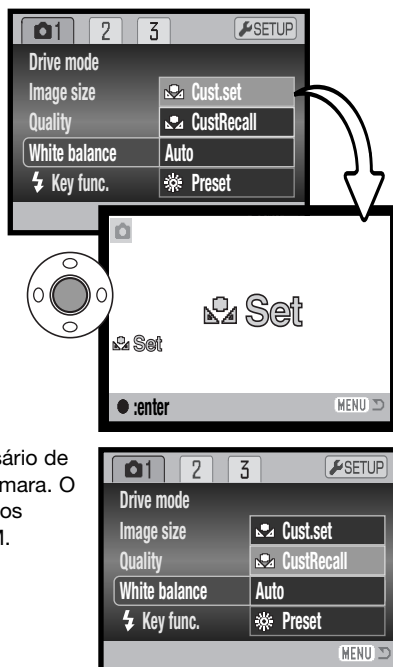 1 2 3 SETUP
Drive mode
Image size Cust.set
Quality CustRecall
White balance Auto
Key func. Preset
Set
Set
:enter MENU
sário de
mara. O
os
M.
1 2 3 SETUP
Drive mode
Image size Cust.set
Quality CustRecall
White balance Auto
Key func. Preset
MENU